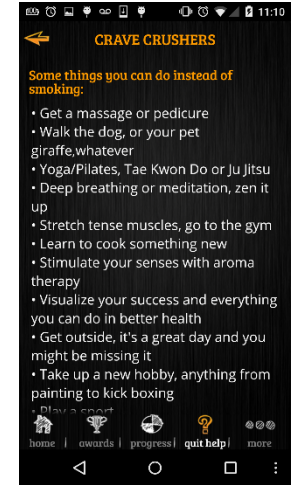 11:10
CRAVE CRUSHERS
Some things you can do instead of
smoking:
• Get a massage or pedicure
• Walk the dog, or your pet
giraffe,whatever
• Yoga/Pilates, Tae Kwon Do or Ju Jitsu
• Deep breathing or meditation, zen it
up
• Stretch tense muscles, go to the gym
• Learn to cook something new
• Stimulate your senses with aroma
therapy
• Visualize your success and everything
you can do in better health
• Get outside, it's a great day and you
might be missing it
• Take up a new hobby, anything from
painting to kick boxing
• Play a sport
home | awards | progress | quit help | more